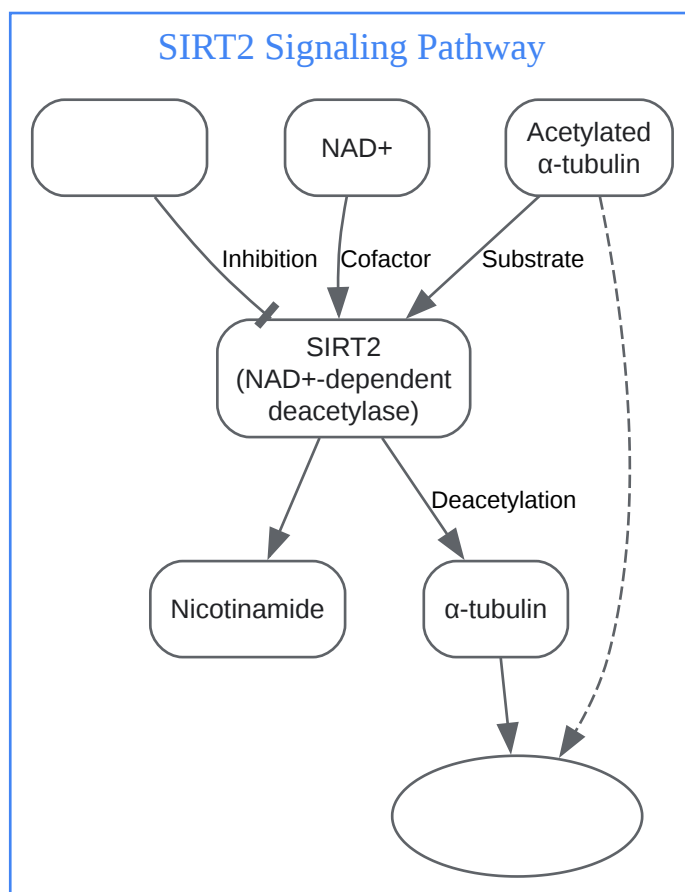 SIRT2 Signaling Pathway
NAD+
Acetylated
α-tubulin
Inhibition
Cofactor
Substrate
SIRT2
(NAD+-dependent
deacetylase)
Deacetylation
Nicotinamide
α-tubulin